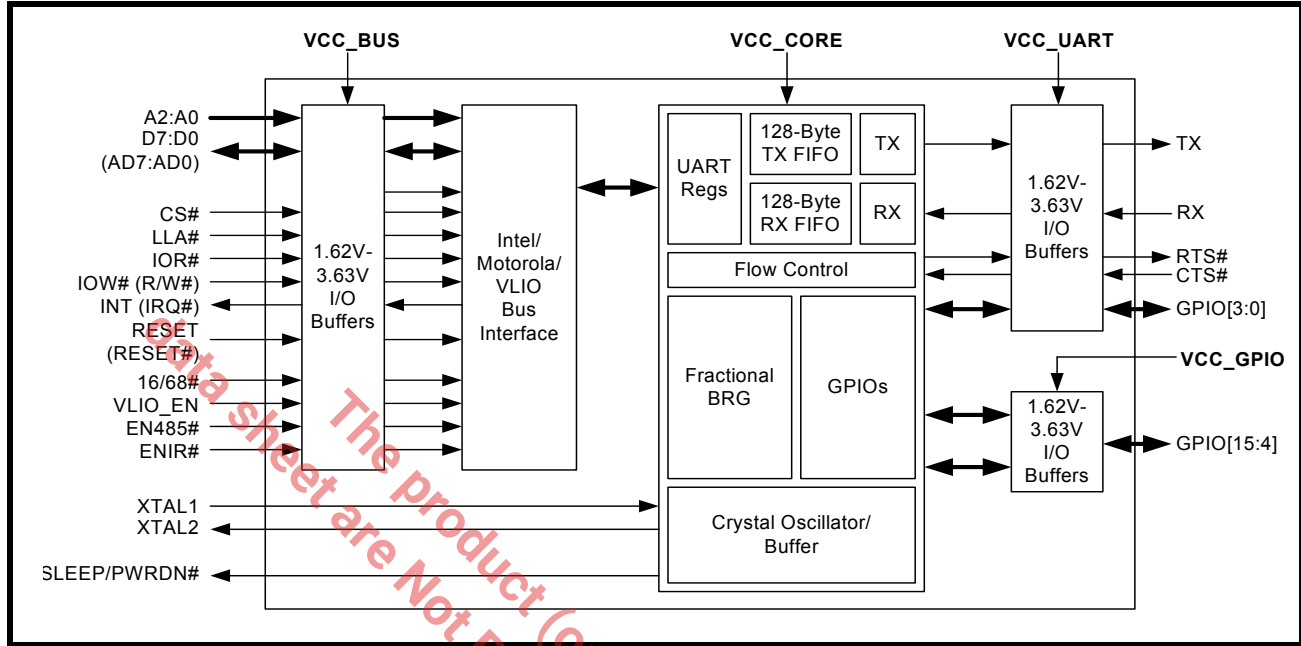 VCC_BUS
VCC_CORE
VCC_UART
A2:A0
D7:D0
(AD7:AD0)
CS#
LLA#
IOR#
IOW# (R/W#)
INT (IRQ#)
RESET
(RESET#)
16/68#
VLIO_EN
EN485#
ENIR#
XTAL1
XTAL2
SLEEP/PWRDN#
1.62V-
3.63V
I/O
Buffers
Intel/
Motorola/
VLIO
Bus
Interface
UART
Regs
128-Byte
TX FIFO
TX
128-Byte
RX FIFO
RX
Flow Control
Fractional
BRG
GPIOs
Crystal Oscillator/
Buffer
1.62V-
3.63V
I/O
Buffers
TX
RX
RTS#
CTS#
GPIO[3:0]
VCC_GPIO
1.62V-
3.63V
I/O
Buffers
GPIO[15:4]
The product (o
data sheet are Not